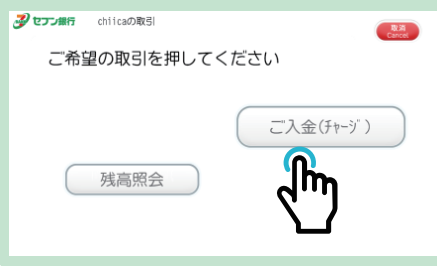 セブン銀行 chiicaの取引
取消
Cancel
ご希望の取引を押してください
ご入金(ﾁｬｰｼﾞ)
残高照会